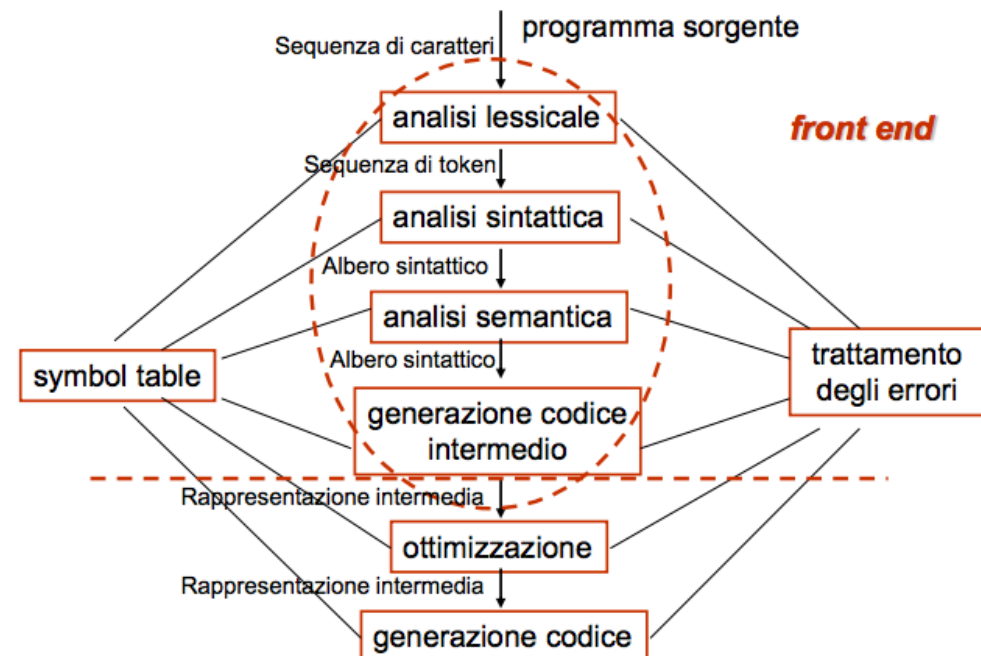 programma sorgente
Sequenza di caratteri
analisi lessicale
front end
Sequenza di token
analisi sintattica
Albero sintattico
analisi semantica
Albero sintattico
symbol table
trattamento
degli errori
generazione codice
intermedio
Rappresentazione intermedia
ottimizzazione
Rappresentazione intermedia
generazione codice